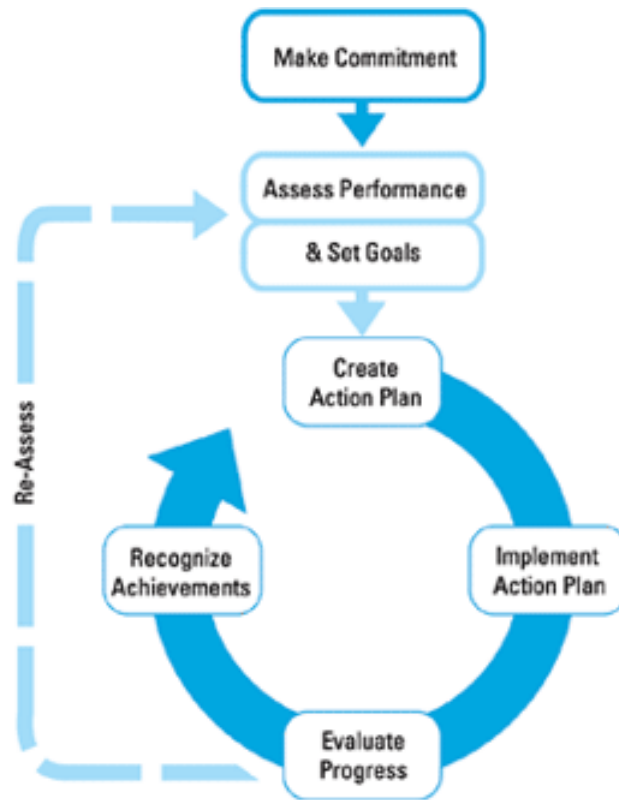 Make Commitment
Assess Performance
& Set Goals
Create
Action Plan
Re-Assess
Recognize
Achievements
Implement
Action Plan
Evaluate
Progress